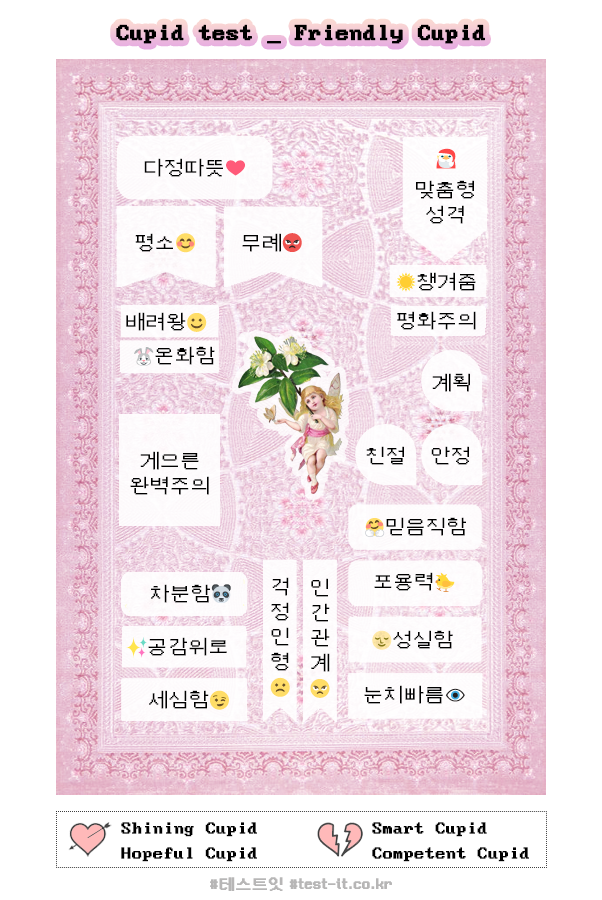 Cupid test _ Friendly Cupid
다정따뜻❤️
평소😊
무례😡
맞춤형
성격
☀️챙겨줌
평화주의
배려왕🙂
🐰온화함
계획
친절
안정
게으른
완벽주의
🤗믿음직함
차분함🐼
✨공감위로
세심함😉
걱정인형🙁
인간관계😠
포용력🐤
😌성실함
눈치빠름👁️
Shining Cupid
Hopeful Cupid
Smart Cupid
Competent Cupid
#테스트잇 #test-it.co.kr